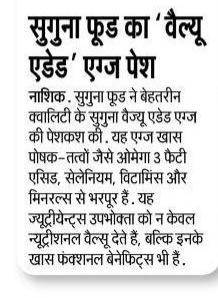 सुगुना फूड का ‘वैल्यू
एडेड’ एग्ज पेश
नाशिक. सुगुना फूड ने बेहतरीन
क्वालिटी के सुगुना वैज्यू एडेड एग्ज
की पेशकश की. यह एग्ज खास
पोषक-तत्वों जैसे ओमेगा 3 फैटी
एसिड, सेलेनियम, विटामिंस और
मिनरल्स से भरपूर हैं. यह
ज्यूट्रीयेन्ट्स उपभोक्ता को न केवल
न्यूट्रीशनल वैल्सू देते हैं, बल्कि इनके
खास फंक्शनल बेनेफिट्स भी हैं.